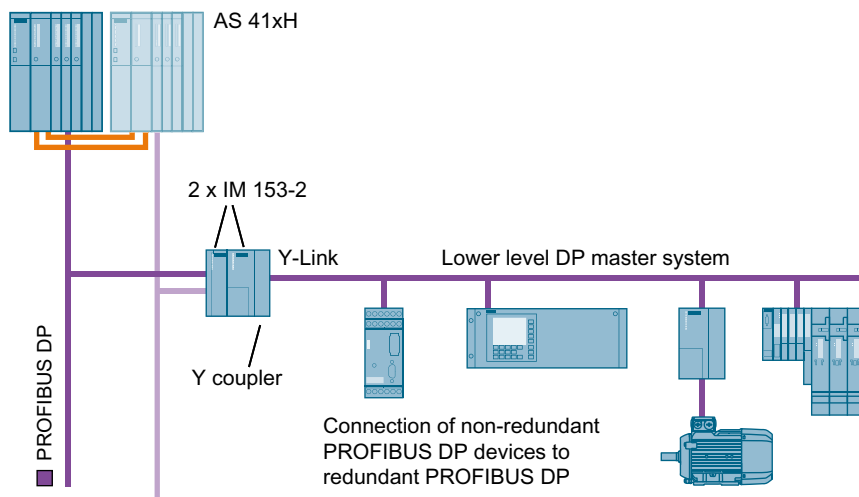 AS 41xH
2 x IM 153-2
Y-Link
Lower level DP master system
Y coupler
PROFIBUS DP
Connection of non-redundant
PROFIBUS DP devices to
redundant PROFIBUS DP